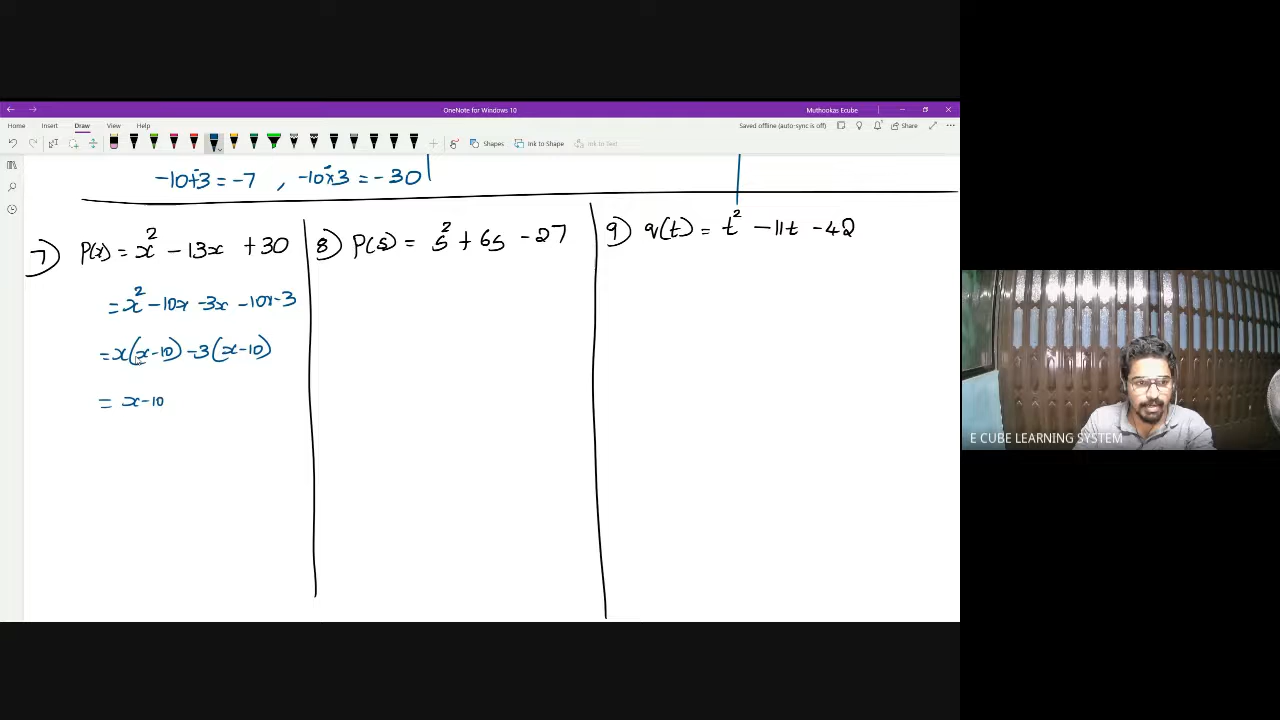 OneNote for Windows 10
Muthookas Ecube
Home Insert Draw View Help
Saved offline (auto-sync is off)
Share
Shapes
Ink to Shape
Ink to Text
-10+3 = -7 , -10×3 = -30
7) P(x) = x² - 13x + 30
= x² - 10x - 3x - 10x-3
= x(x-10) -3(x-10)
= x-10
8) P(s) = s² + 6s - 27
9) q(t) = t² - 11t - 42
E CUBE LEARNING SYSTEM